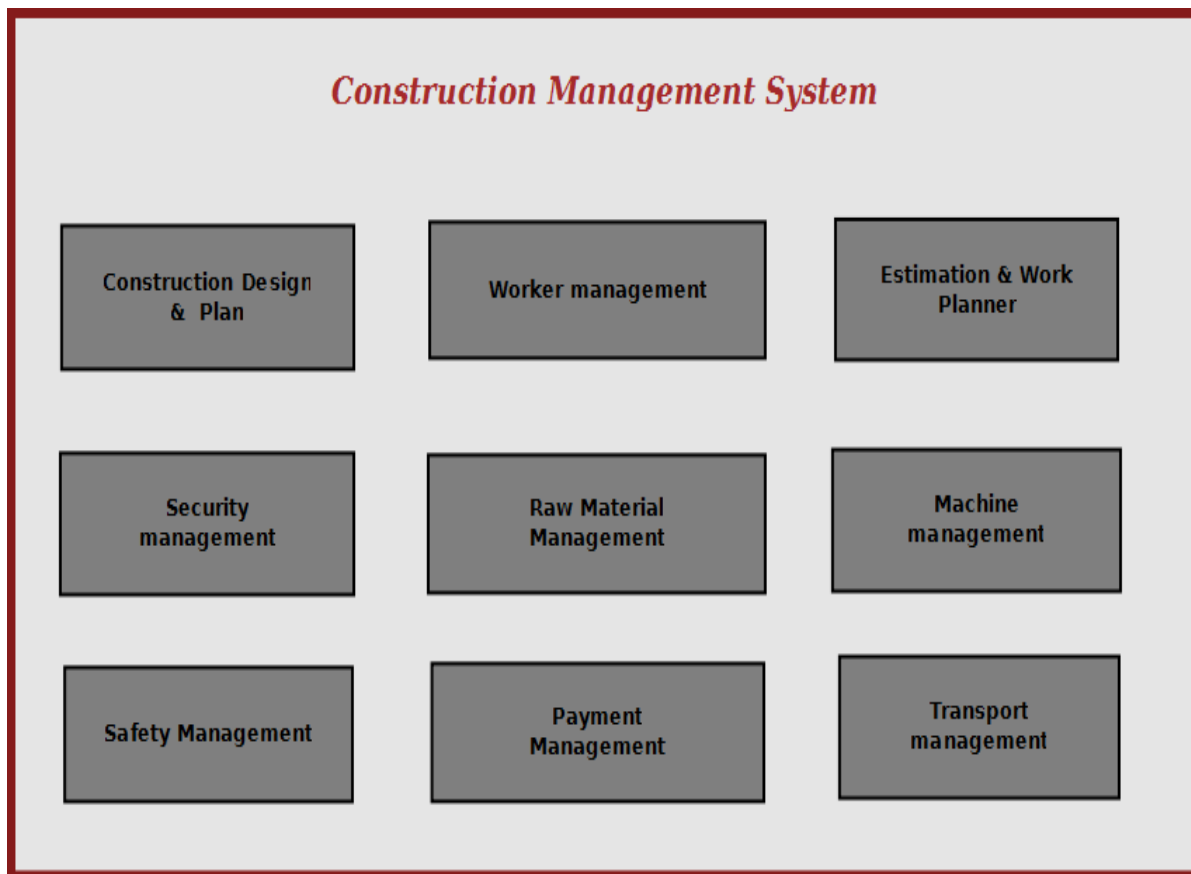 Construction Management System
Construction Design
& Plan
Worker management
Estimation & Work
Planner
Security
management
Raw Material
Management
Machine
management
Safety Management
Payment
Management
Transport
management